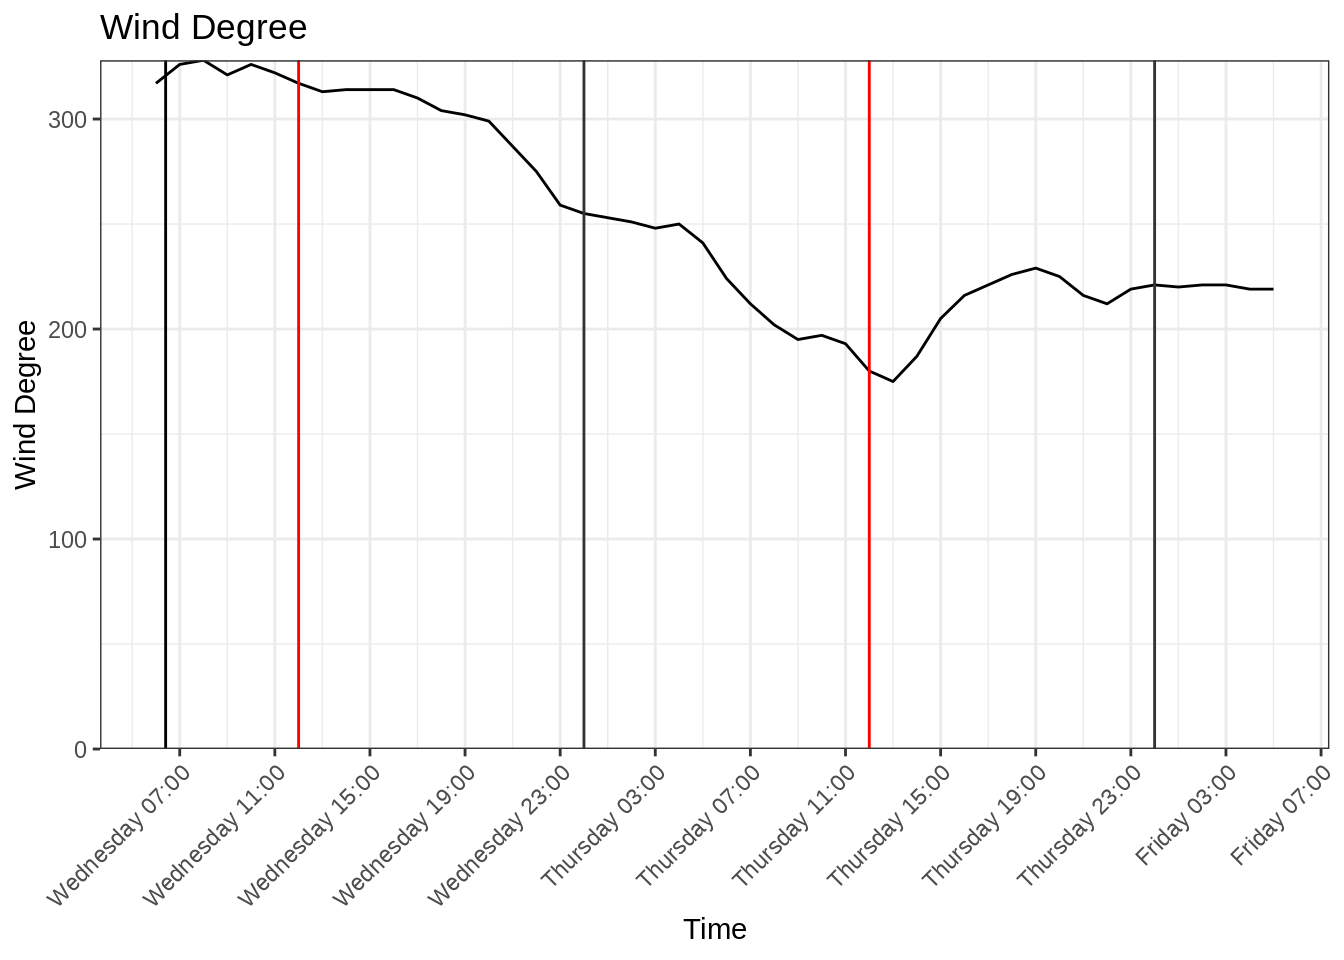 Wind Degree
Wind Degree
300
200
100
0
Wednesday 07:00
Wednesday 11:00
Wednesday 15:00
Wednesday 19:00
Wednesday 23:00
Thursday 03:00
Thursday 07:00
Thursday 11:00
Thursday 15:00
Thursday 19:00
Thursday 23:00
Friday 03:00
Friday 07:00
Time